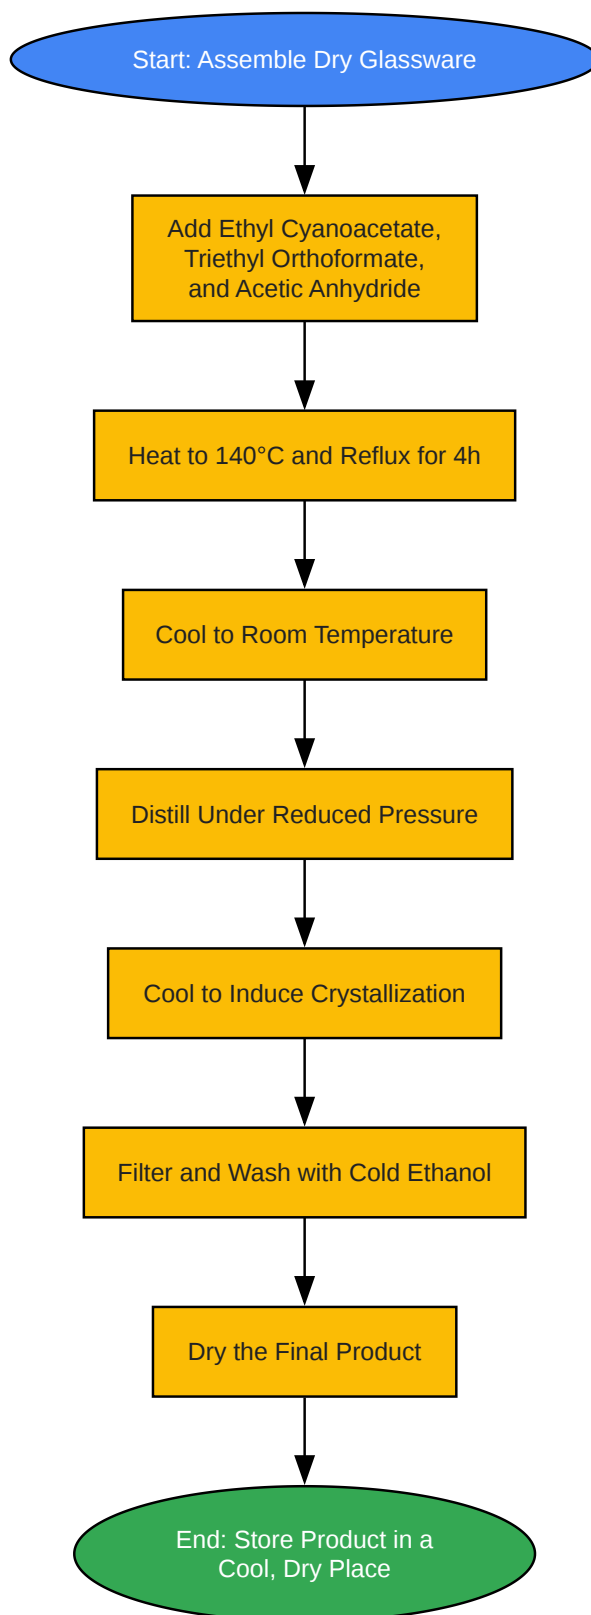 Start: Assemble Dry Glassware
Add Ethyl Cyanoacetate,
Triethyl Orthoformate,
and Acetic Anhydride
Heat to 140°C and Reflux for 4h
Cool to Room Temperature
Distill Under Reduced Pressure
Cool to Induce Crystallization
Filter and Wash with Cold Ethanol
Dry the Final Product
End: Store Product in a
Cool, Dry Place